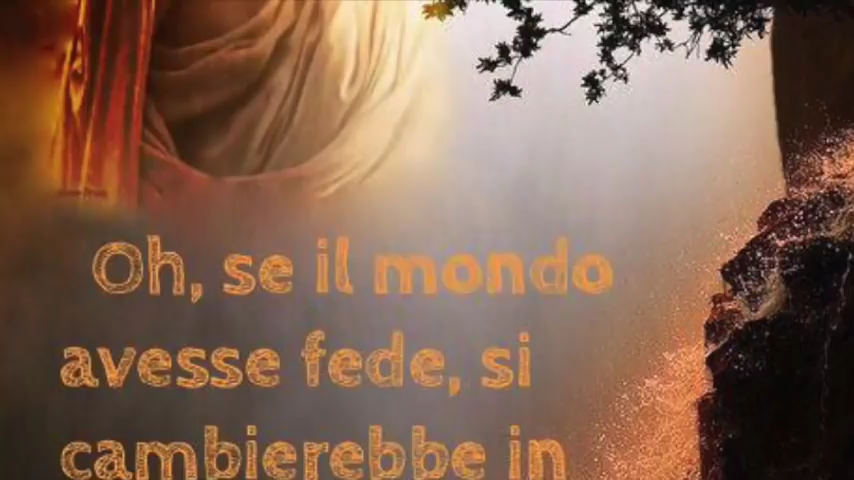 Oh, se il mondo
avesse fede, si
cambierebbe in